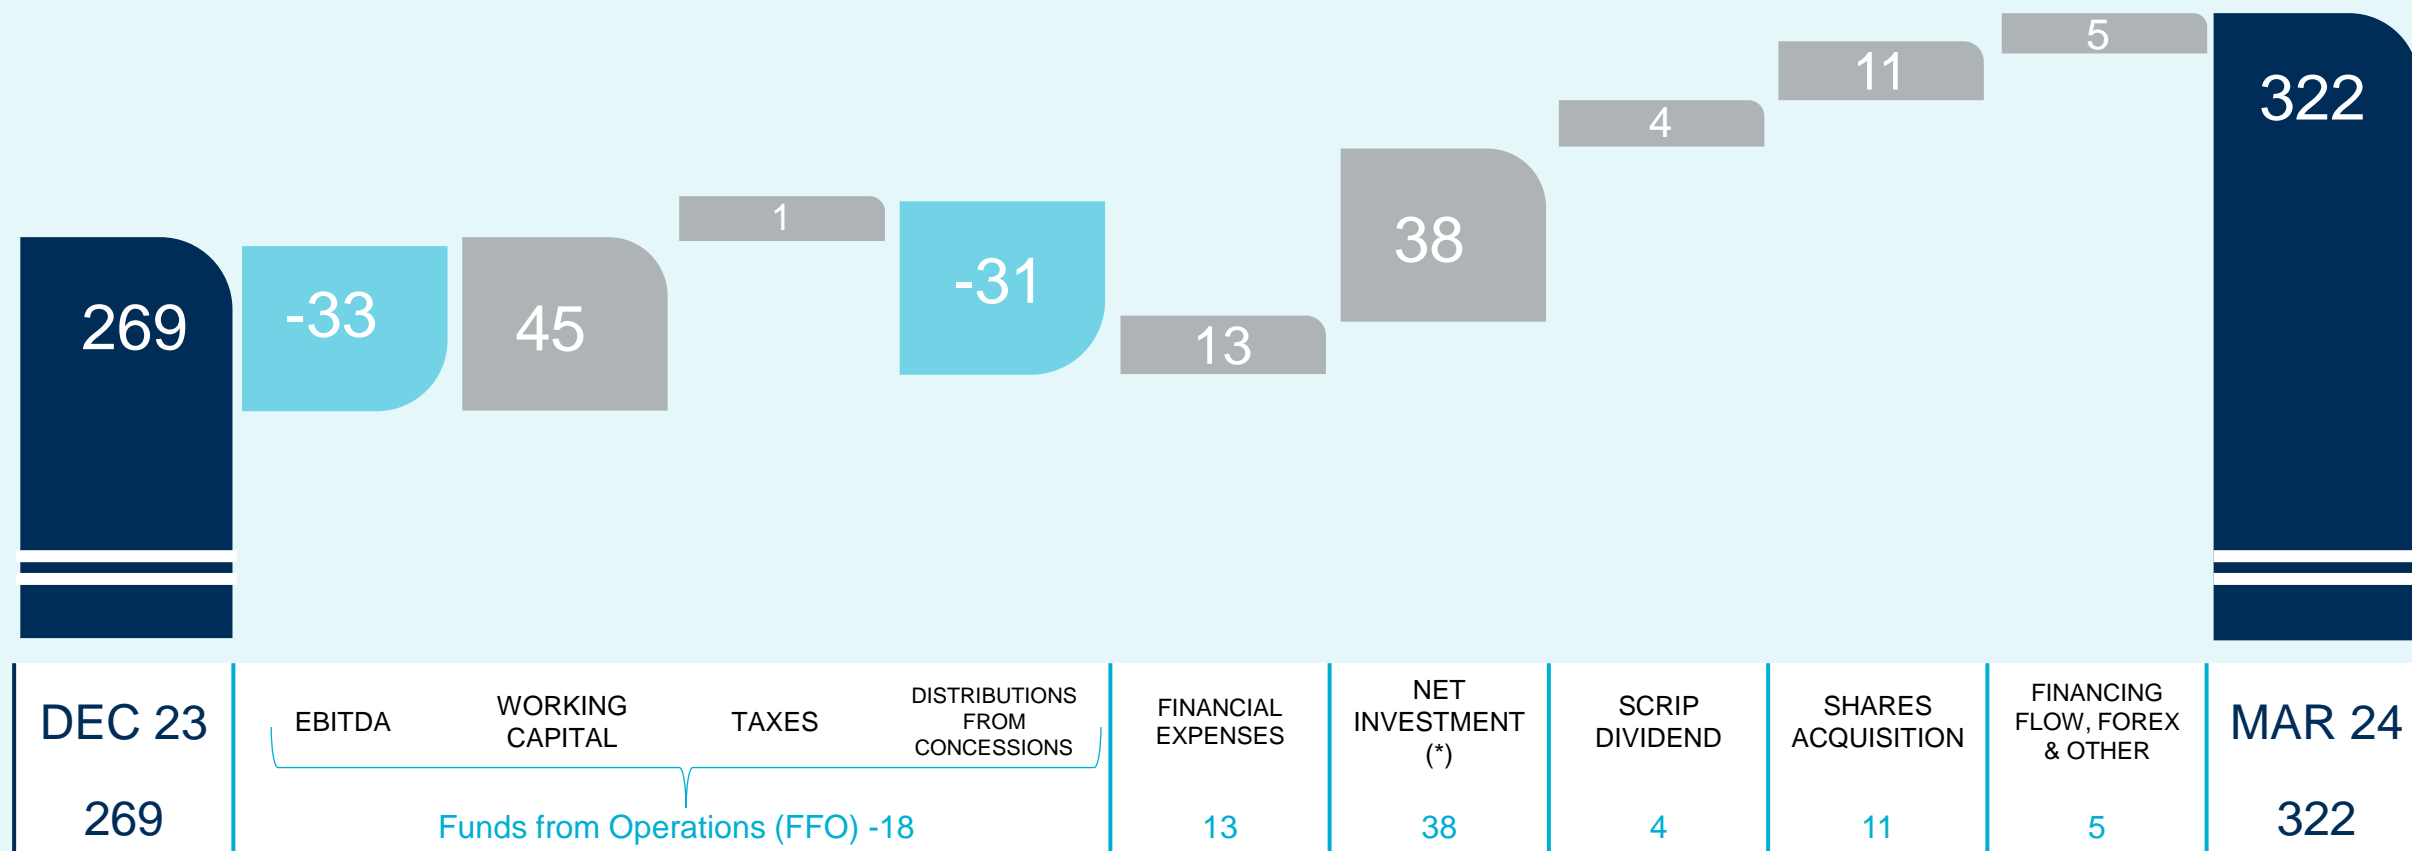 5
11
322
4
1
38
-31
269
-33
45
13
DEC 23
EBITDA
WORKING
CAPITAL
TAXES
DISTRIBUTIONS
FROM
CONCESSIONS
FINANCIAL
EXPENSES
NET
INVESTMENT
(*)
SCRIP
DIVIDEND
SHARES
ACQUISITION
FINANCING
FLOW, FOREX
& OTHER
MAR 24
269
Funds from Operations (FFO) -18
13
38
4
11
5
322